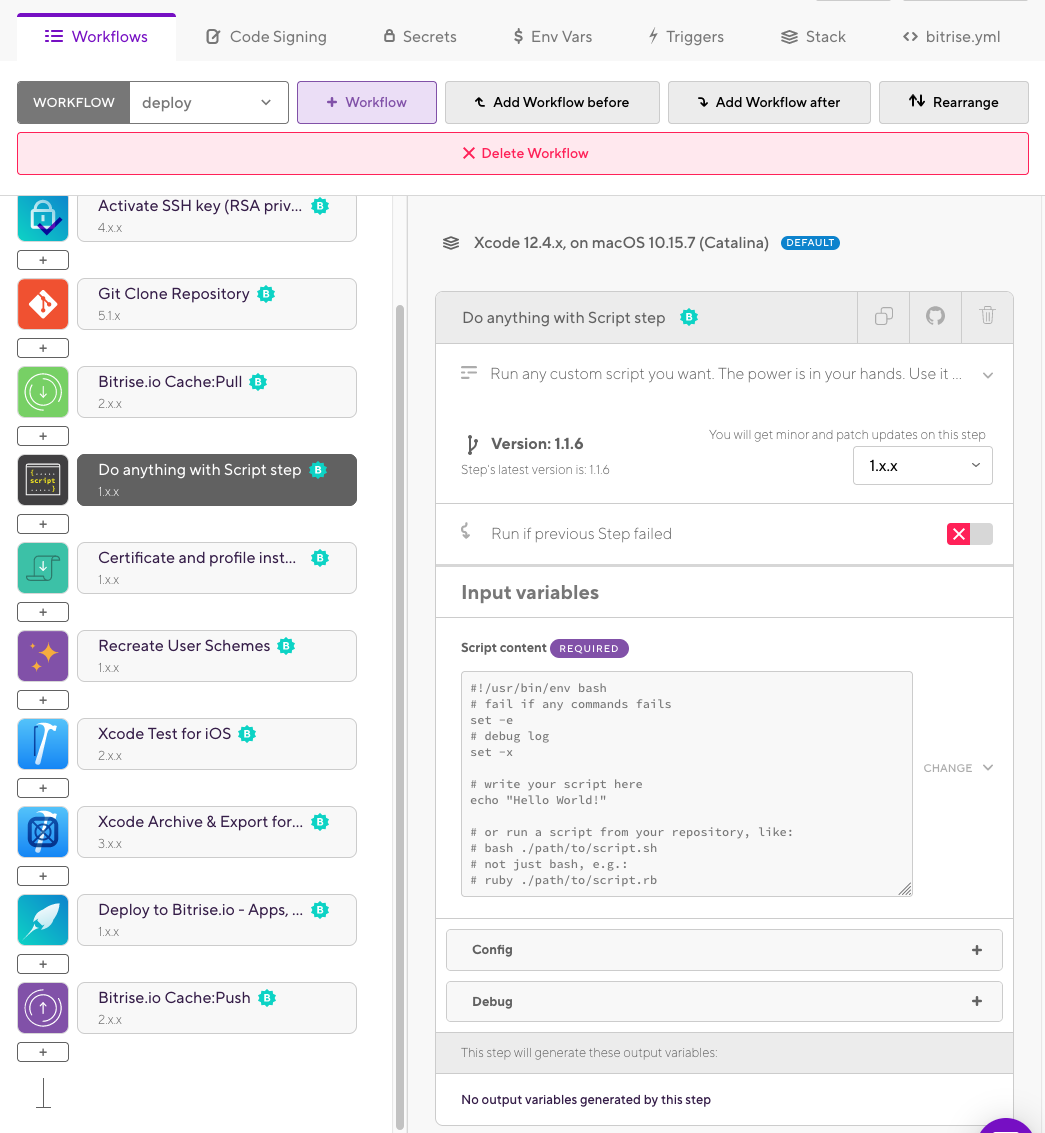 Workflows
Code Signing
Secrets
$ Env Vars
Triggers
Stack
<> bitrise.yml
WORKFLOW
deploy
+ Workflow
Add Workflow before
Add Workflow after
Rearrange
Delete Workflow
Activate SSH key (RSA priv...
4.x.x
+
Git Clone Repository
5.1.x
+
Bitrise.io Cache:Pull
2.x.x
+
Do anything with Script step
1.x.x
+
Certificate and profile inst...
1.x.x
+
Recreate User Schemes
1.x.x
+
Xcode Test for iOS
2.x.x
+
Xcode Archive & Export for...
3.x.x
+
Deploy to Bitrise.io - Apps, ...
1.x.x
+
Bitrise.io Cache:Push
2.x.x
+
Xcode 12.4.x, on macOS 10.15.7 (Catalina) DEFAULT
Do anything with Script step
Run any custom script you want. The power is in your hands. Use it ...
Version: 1.1.6
Step's latest version is: 1.1.6
You will get minor and patch updates on this step
1.x.x
Run if previous Step failed
Input variables
Script content REQUIRED
#!/usr/bin/env bash
# fail if any commands fails
set -e
# debug log
set -x
# write your script here
echo "Hello World!"
# or run a script from your repository, like:
# bash ./path/to/script.sh
# not just bash, e.g.:
# ruby ./path/to/script.rb
CHANGE
Config +
Debug +
This step will generate these output variables:
No output variables generated by this step